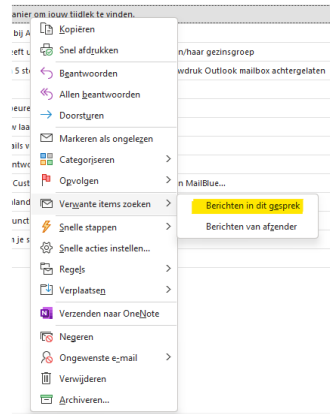 anier om jouw tijdlek te vinden.
bij A
Kopiëren
Snel afdrukken
eeft u
n/haar gezinsgroep
5 st
Beantwoorden
wdruk Outlook mailbox achtergelaten
Allen beantwoorden
Doorsturen
eure
w laa
Markeren als ongelezen
ails v
Categoriseren
ntwo
Opvolgen
Cust
n MailBlue...
Verwante items zoeken
Berichten in dit gesprek
land
Snelle stappen
Berichten van afzender
unct
n je s
Snelle acties instellen...
Regels
Verplaatsen
Verzenden naar OneNote
Negeren
Ongewenste e-mail
Verwijderen
Archiveren...